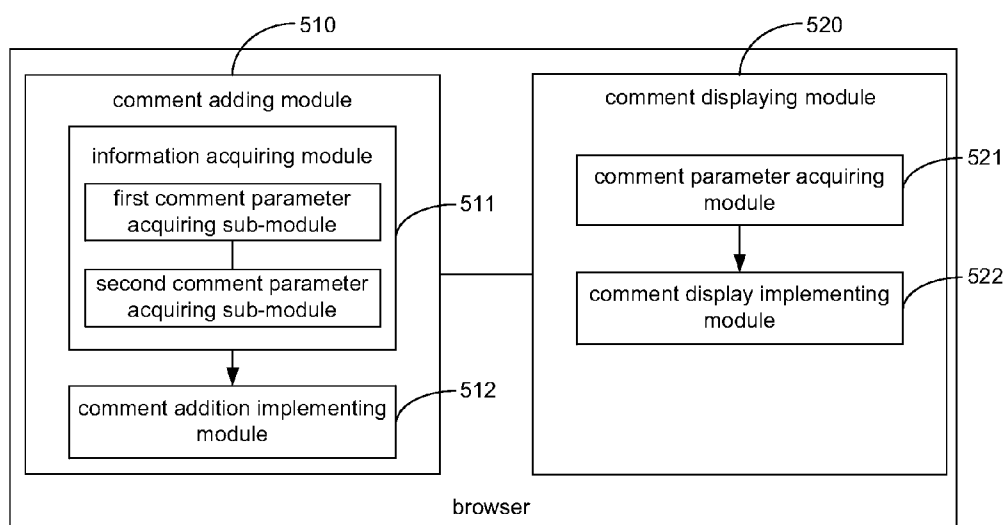 510
520
comment adding module
information acquiring module
first comment parameter
acquiring sub-module
second comment parameter
acquiring sub-module
511
comment addition implementing
module
512
comment displaying module
comment parameter acquiring
module
521
comment display implementing
module
522
browser